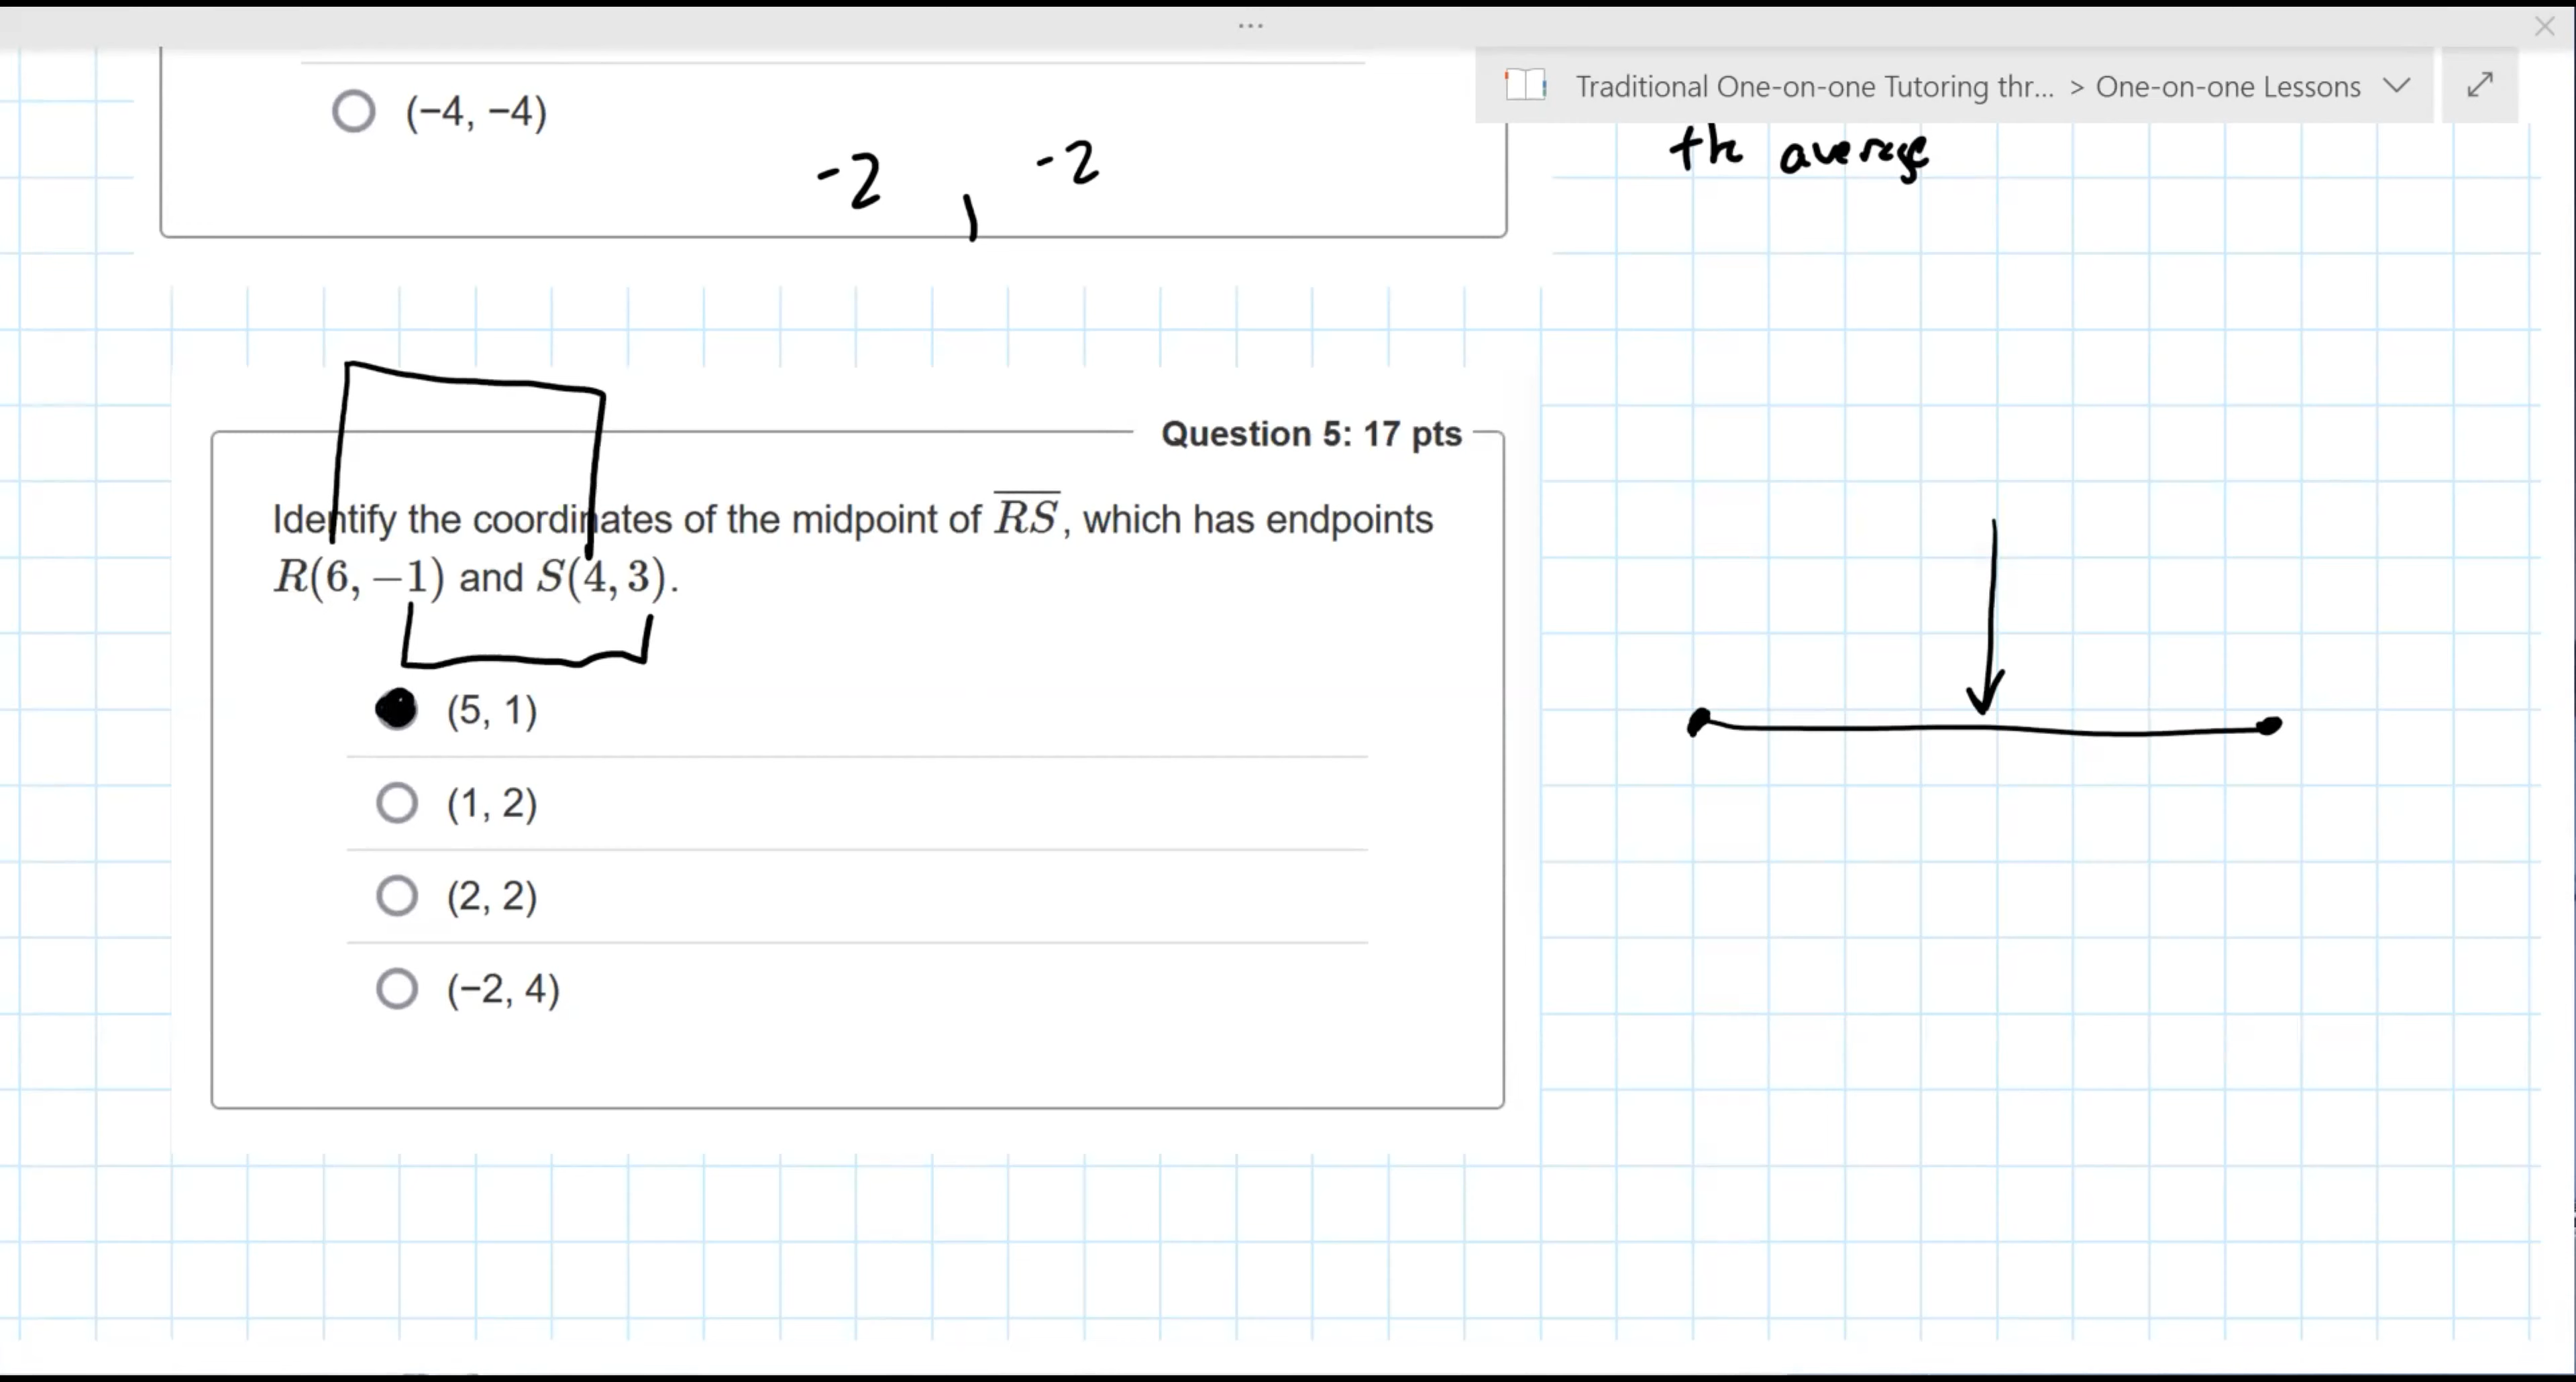 Traditional One-on-one Tutoring thr... > One-on-one Lessons
(−4, −4)
-2 , -2
the average
Question 5: 17 pts
Identify the coordinates of the midpoint of RS, which has endpoints
R(6, −1) and S(4, 3).
(5, 1)
(1, 2)
(2, 2)
(−2, 4)